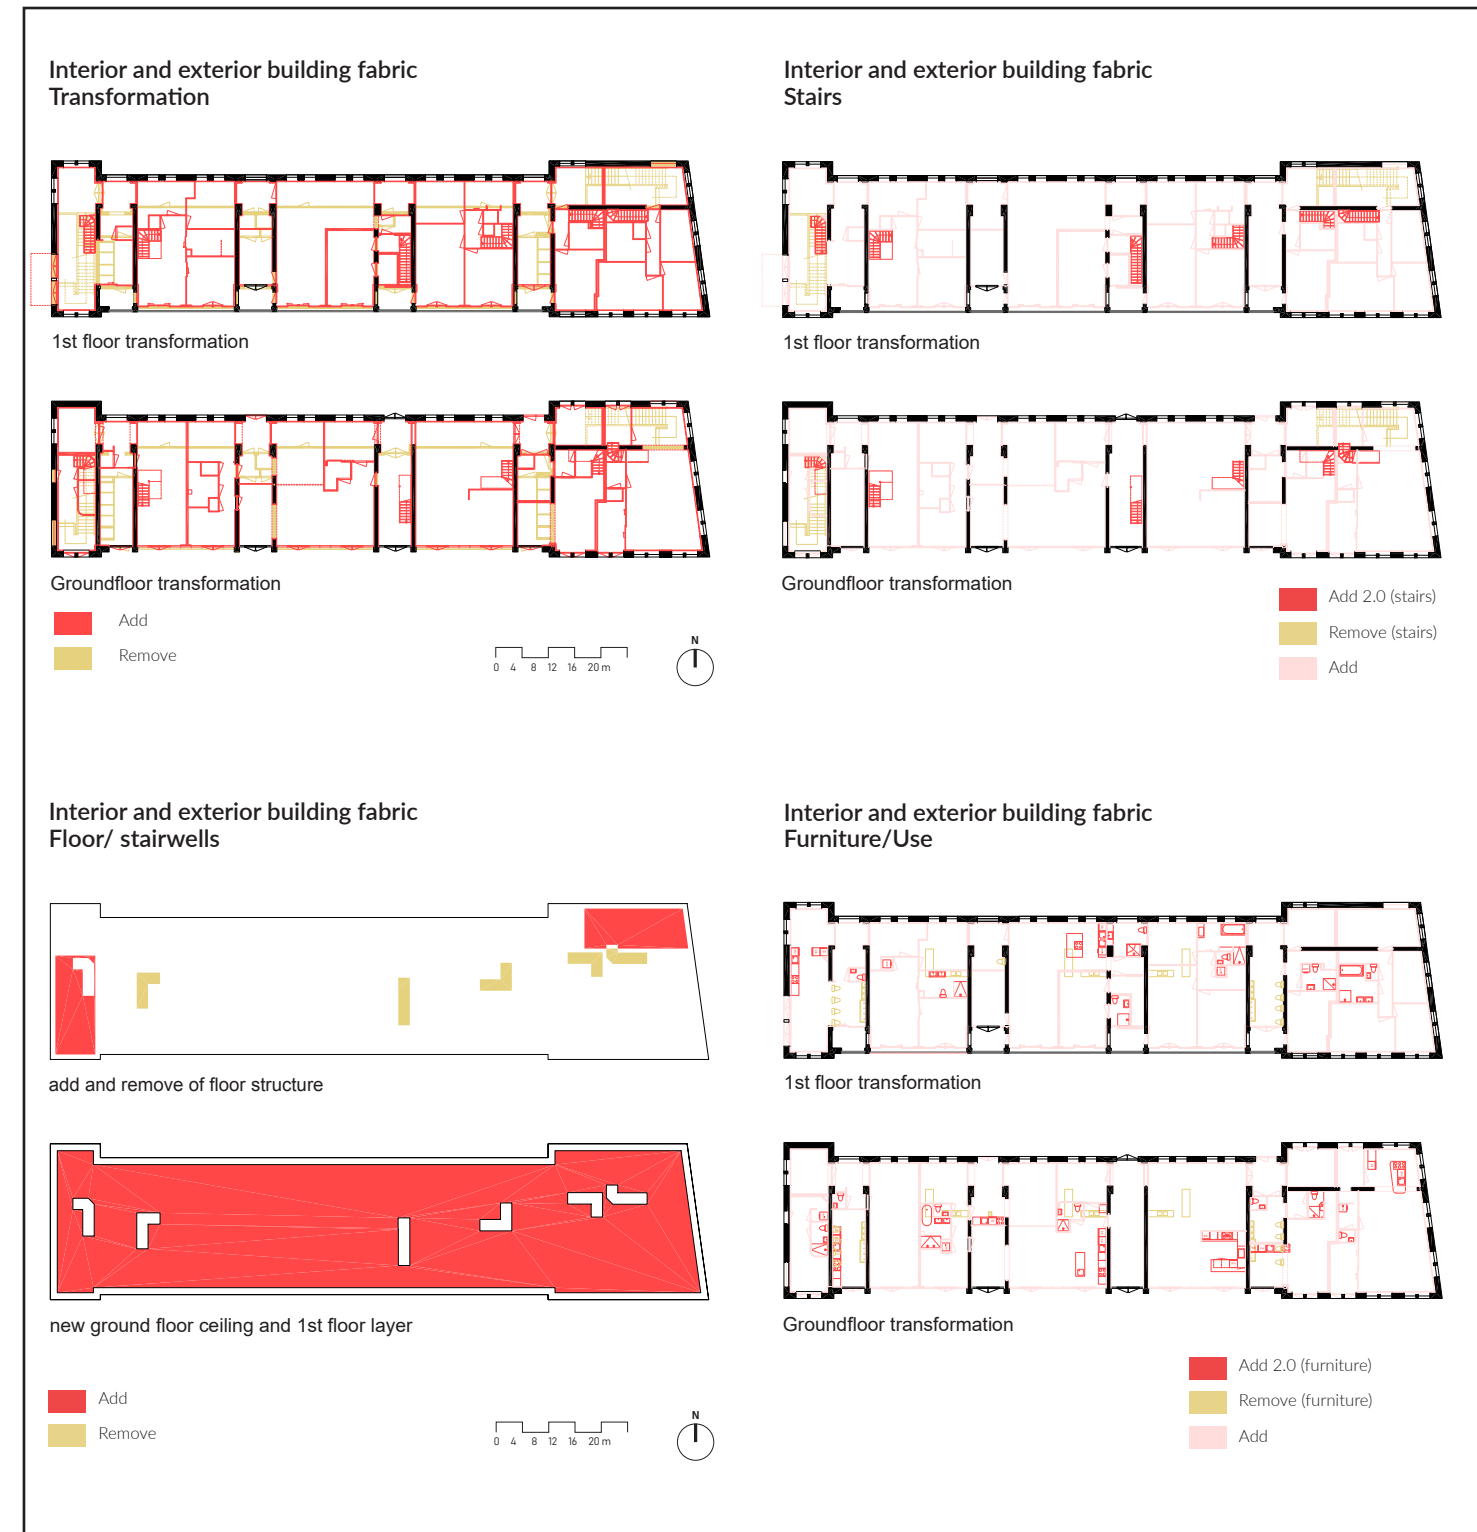 Interior and exterior building fabric
Transformation
1st floor transformation
Groundfloor transformation
Add
Remove
0 4 8 12 16 20 m
N
Interior and exterior building fabric
Stairs
1st floor transformation
Groundfloor transformation
Add 2.0 (stairs)
Remove (stairs)
Add
Interior and exterior building fabric
Floor/ stairwells
add and remove of floor structure
new ground floor ceiling and 1st floor layer
Add
Remove
0 4 8 12 16 20 m
N
Interior and exterior building fabric
Furniture/Use
1st floor transformation
Groundfloor transformation
Add 2.0 (furniture)
Remove (furniture)
Add